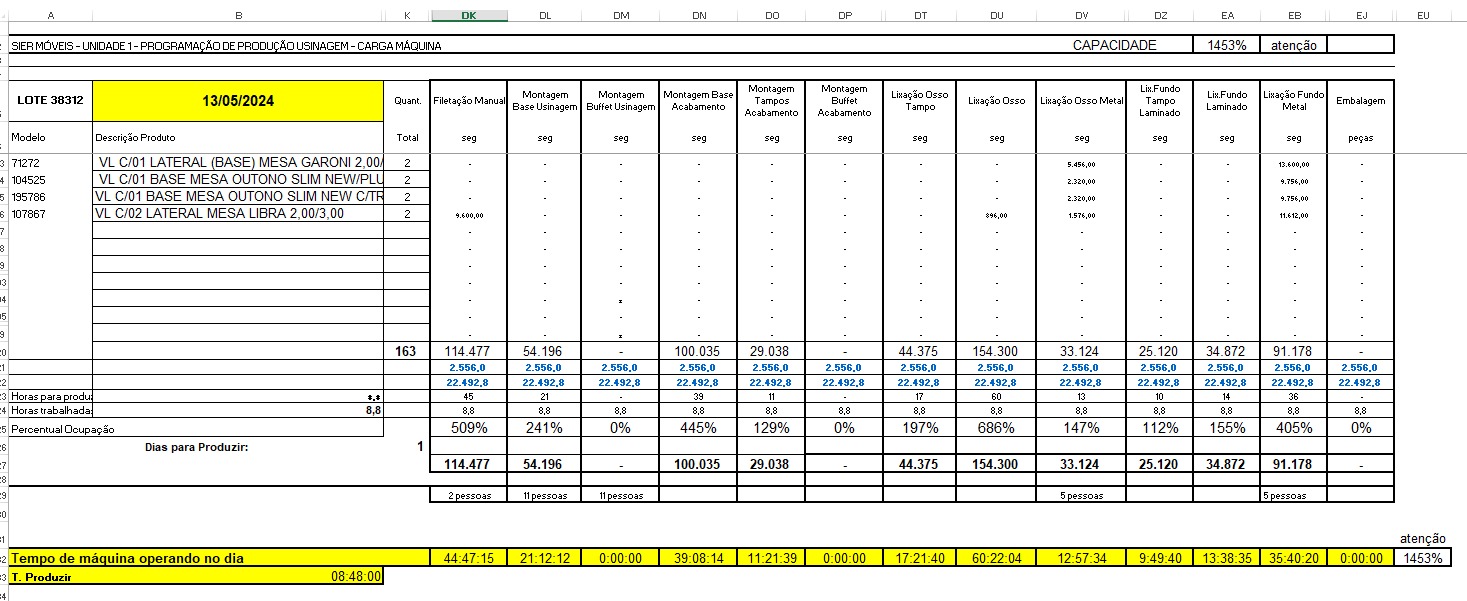 A B K DK DL DM DN DO DP DT DU DV DZ EA EB EJ EU
SIER MÓVEIS - UNIDADE 1 - PROGRAMAÇÃO DE PRODUÇÃO USINAGEM - CARGA MÁQUINA CAPACIDADE 1453% atenção
LOTE 38312 13/05/2024 Quant. Filetação Manual Montagem Base Usinagem Montagem Buffet Usinagem Montagem Base Acabamento Montagem Tampos Acabamento Montagem Buffet Acabamento Lixação Osso Tampo Lixação Osso Lixação Osso Metal Lix.Fundo Tampo Laminado Lix.Fundo Laminado Lixação Fundo Metal Embalagem
Modelo Descrição Produto Total seg seg seg seg seg seg seg seg seg seg seg seg peças
71272 VL C/01 LATERAL (BASE) MESA GARONI 2,00/ 2 - - - - - - - - 5.456,00 - - 13.600,00 -
104525 VL C/01 BASE MESA OUTONO SLIM NEW/PLU 2 - - - - - - - - 2.320,00 - - 9.756,00 -
195786 VL C/01 BASE MESA OUTONO SLIM NEW C/TR 2 - - - - - - - - 2.320,00 - - 9.756,00 -
107867 VL C/02 LATERAL MESA LIBRA 2,00/3,00 2 9.600,00 - - - - - - 896,00 1.576,00 - - 11.612,00 -
- - - - - - - - - - - - -
- - - - - - - - - - - - -
- - - - - - - - - - - - -
- - - - - - - - - - - - -
- - * - - - - - - - - - -
- - - - - - - - - - - - -
- - * - - - - - - - - - -
163 114.477 54.196 - 100.035 29.038 - 44.375 154.300 33.124 25.120 34.872 91.178 -
2.556,0 2.556,0 2.556,0 2.556,0 2.556,0 2.556,0 2.556,0 2.556,0 2.556,0 2.556,0 2.556,0 2.556,0 2.556,0
22.492,8 22.492,8 22.492,8 22.492,8 22.492,8 22.492,8 22.492,8 22.492,8 22.492,8 22.492,8 22.492,8 22.492,8 22.492,8
Horas para produz *,* 45 21 - 39 11 - 17 60 13 10 14 36 -
Horas trabalhadas 8,8 8,8 8,8 8,8 8,8 8,8 8,8 8,8 8,8 8,8 8,8 8,8 8,8 8,8
Percentual Ocupação 509% 241% 0% 445% 129% 0% 197% 686% 147% 112% 155% 405% 0%
Dias para Produzir: 1
114.477 54.196 - 100.035 29.038 - 44.375 154.300 33.124 25.120 34.872 91.178 -
2 pessoas 11 pessoas 11 pessoas 5 pessoas 5 pessoas
atenção
Tempo de máquina operando no dia 44:47:15 21:12:12 0:00:00 39:08:14 11:21:39 0:00:00 17:21:40 60:22:04 12:57:34 9:49:40 13:38:35 35:40:20 0:00:00 1453%
T. Produzir 08:48:00